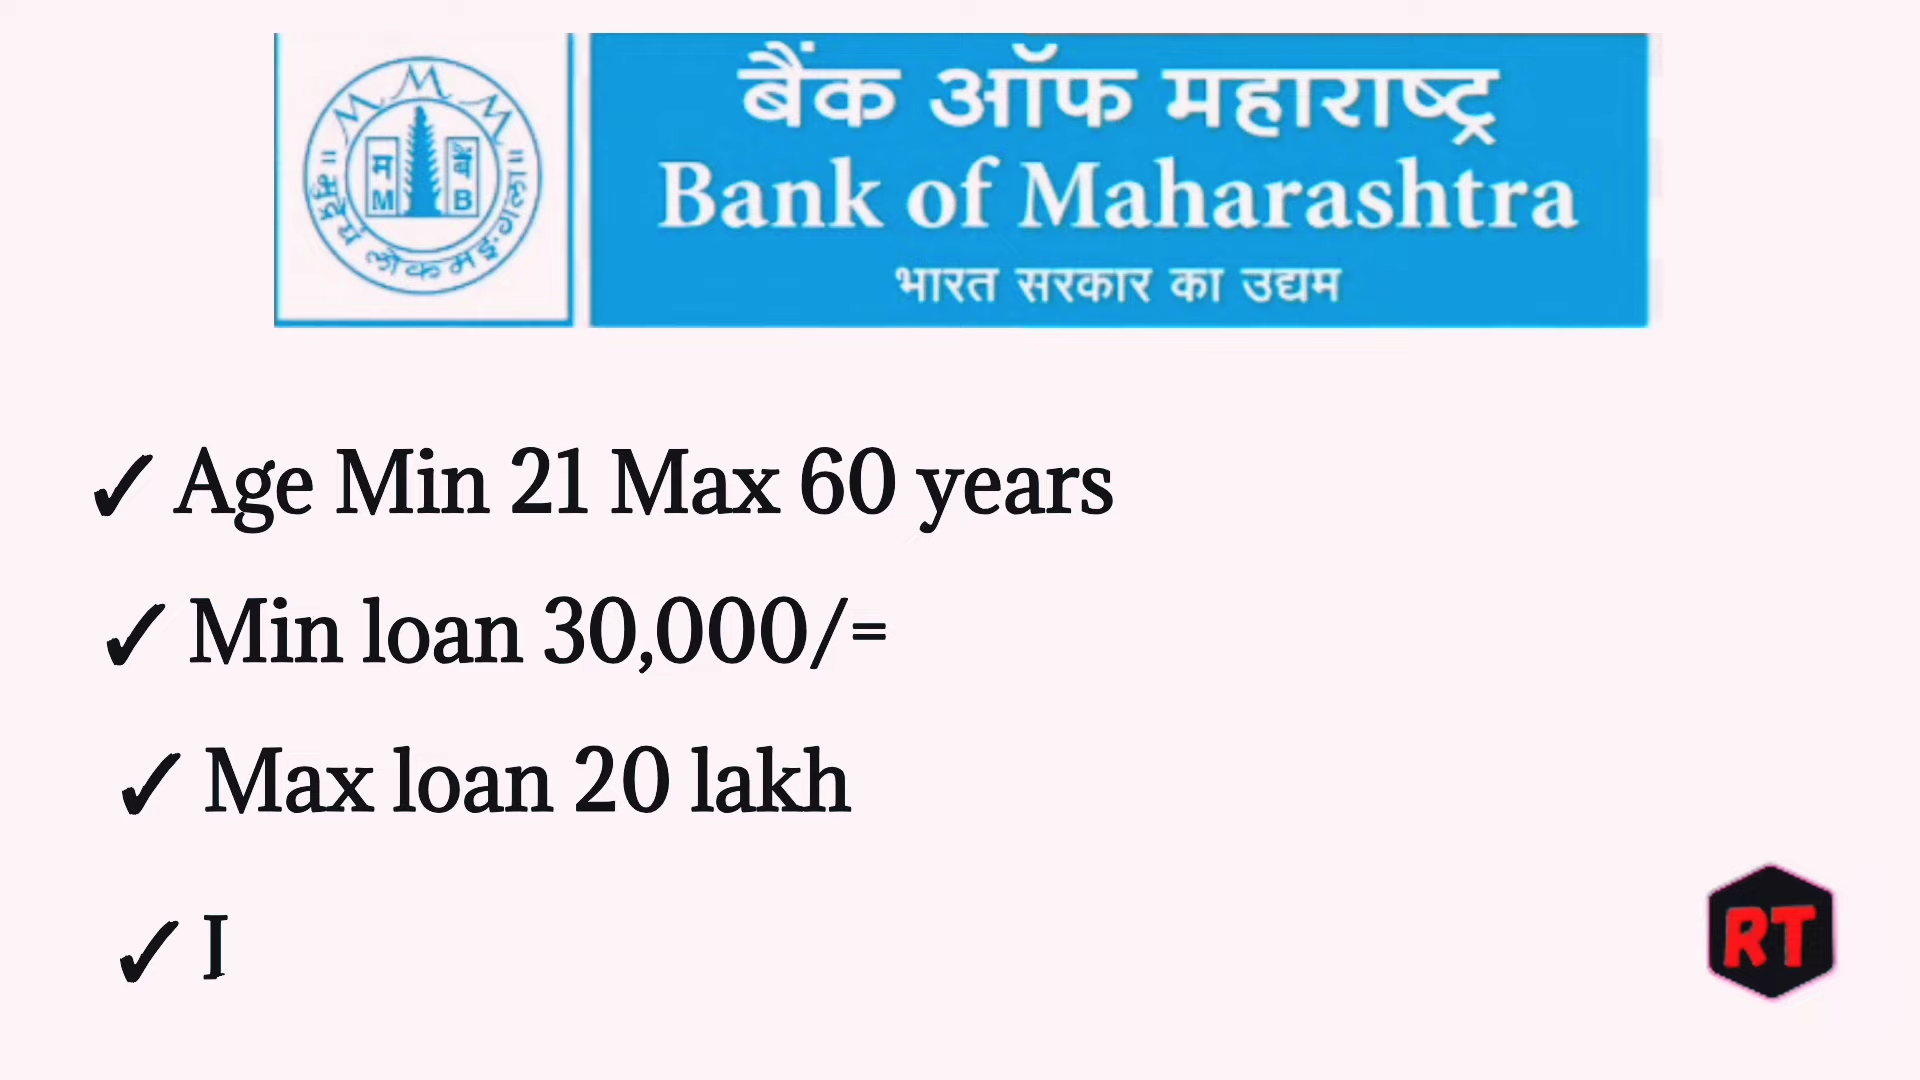 बैंक ऑफ महाराष्ट्र
Bank of Maharashtra
भारत सरकार का उद्यम
म बैं
M B
✓ Age Min 21 Max 60 years
✓ Min loan 30,000/=
✓ Max loan 20 lakh
✓ I
RT